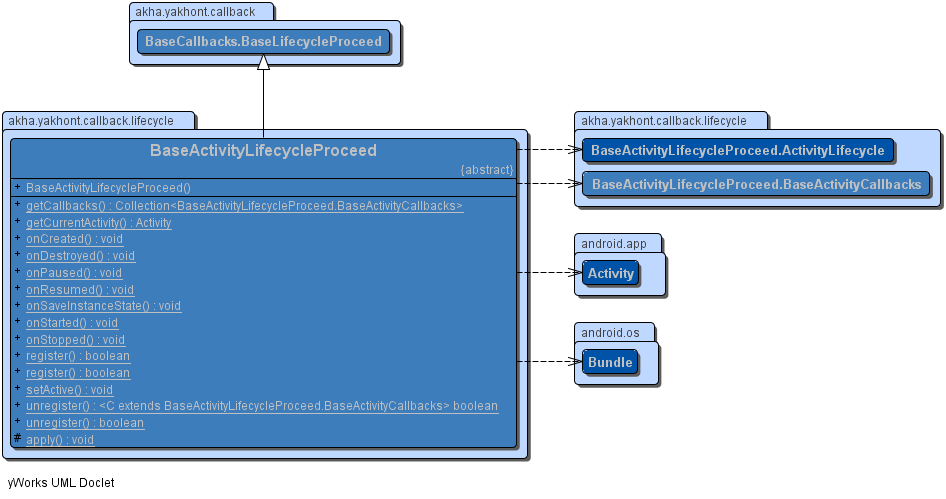 akha.yakhont.callback
BaseCallbacks.BaseLifecycleProceed
akha.yakhont.callback.lifecycle
BaseActivityLifecycleProceed
{abstract}
+ BaseActivityLifecycleProceed()
+ getCallbacks() : Collection<BaseActivityLifecycleProceed.BaseActivityCallbacks>
+ getCurrentActivity() : Activity
+ onCreated() : void
+ onDestroyed() : void
+ onPaused() : void
+ onResumed() : void
+ onSaveInstanceState() : void
+ onStarted() : void
+ onStopped() : void
+ register() : boolean
+ register() : boolean
+ setActive() : void
+ unregister() : <C extends BaseActivityLifecycleProceed.BaseActivityCallbacks> boolean
+ unregister() : boolean
# apply() : void
akha.yakhont.callback.lifecycle
BaseActivityLifecycleProceed.ActivityLifecycle
BaseActivityLifecycleProceed.BaseActivityCallbacks
android.app
Activity
android.os
Bundle
yWorks UML Doclet